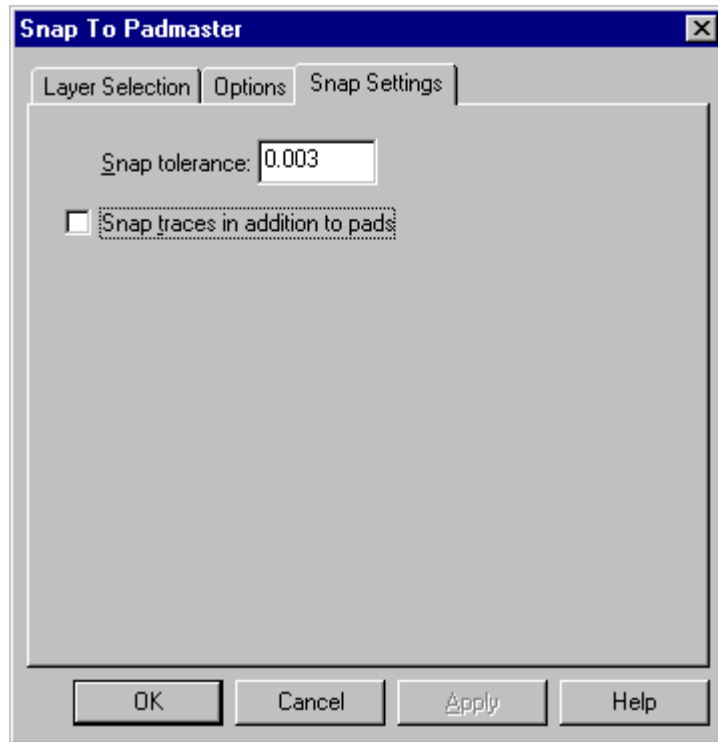 Snap To Padmaster
Layer Selection Options Snap Settings
Snap tolerance: 0.003
Snap traces in addition to pads
OK Cancel Apply Help